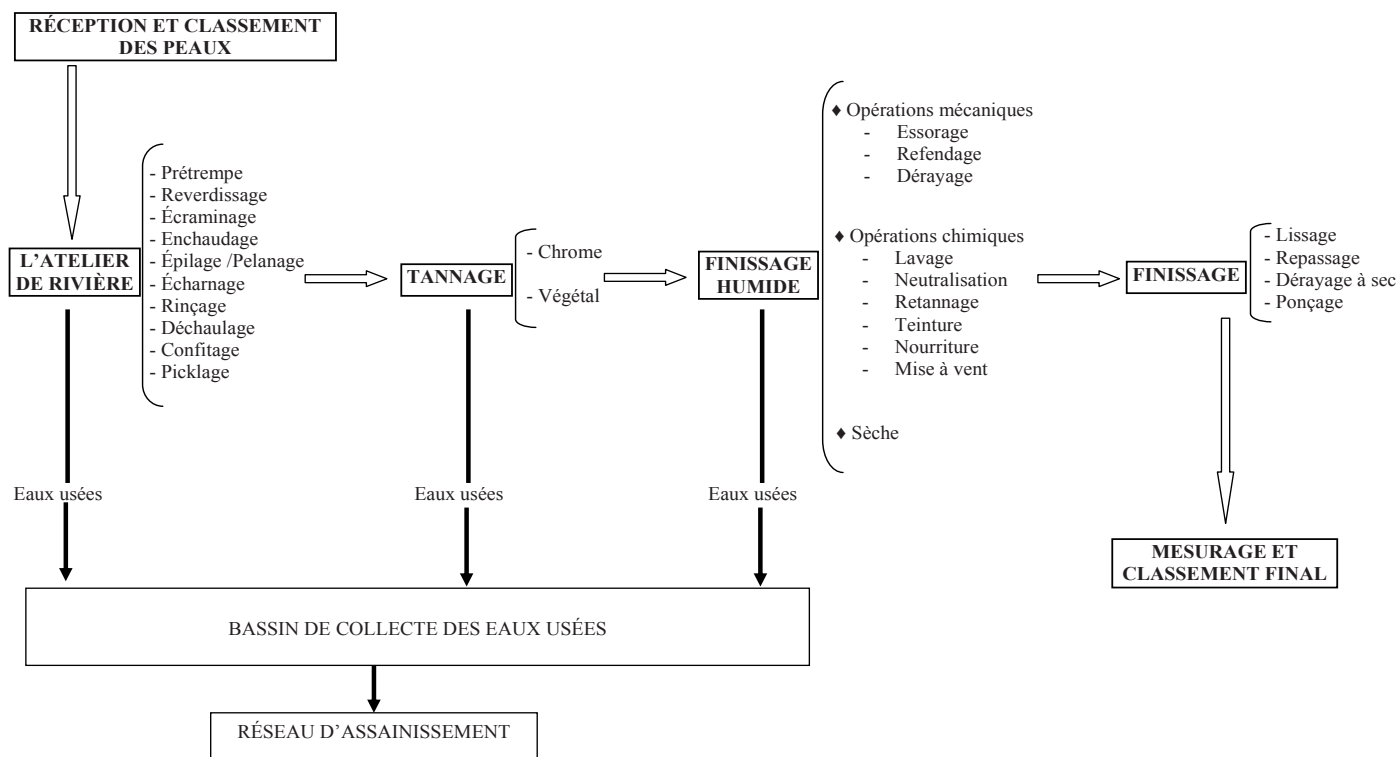 RÉCEPTION ET CLASSEMENT
DES PEAUX
L'ATELIER
DE RIVIÈRE
- Prétrempe
- Reverdissage
- Écraminage
- Enchaudage
- Épilage /Pelanage
- Écharnage
- Rinçage
- Déchaulage
- Confitage
- Picklage
TANNAGE
- Chrome
- Végétal
FINISSAGE
HUMIDE
♦ Opérations mécaniques
- Essorage
- Refendage
- Dérayage
♦ Opérations chimiques
- Lavage
- Neutralisation
- Retannage
- Teinture
- Nourriture
- Mise à vent
♦ Sèche
FINISSAGE
- Lissage
- Repassage
- Dérayage à sec
- Ponçage
MESURAGE ET
CLASSEMENT FINAL
Eaux usées
Eaux usées
Eaux usées
BASSIN DE COLLECTE DES EAUX USÉES
RÉSEAU D'ASSAINISSEMENT